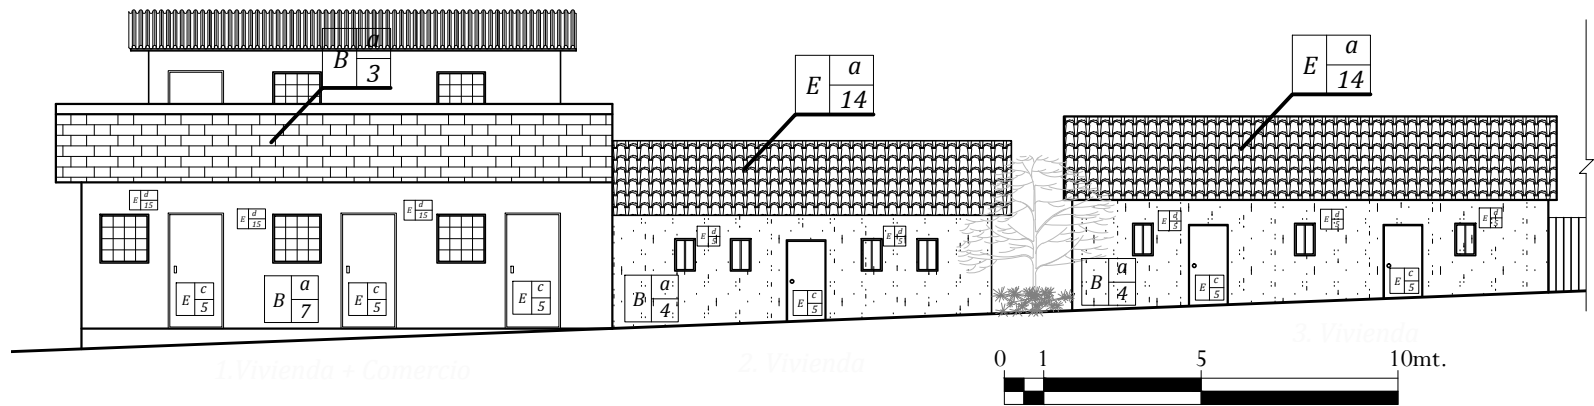 B a 3
E a 14
E a 14
E d 15
E d 15
E d 15
E c 5
B a 7
E c 5
E c 5
E d 5
E d 5
B a 4
E c 5
E d 5
E d 5
E d 5
B a 4
E c 5
E c 5
1.Vivienda + Comercio
2. Vivienda
3. Vivienda
0 1 5 10mt.